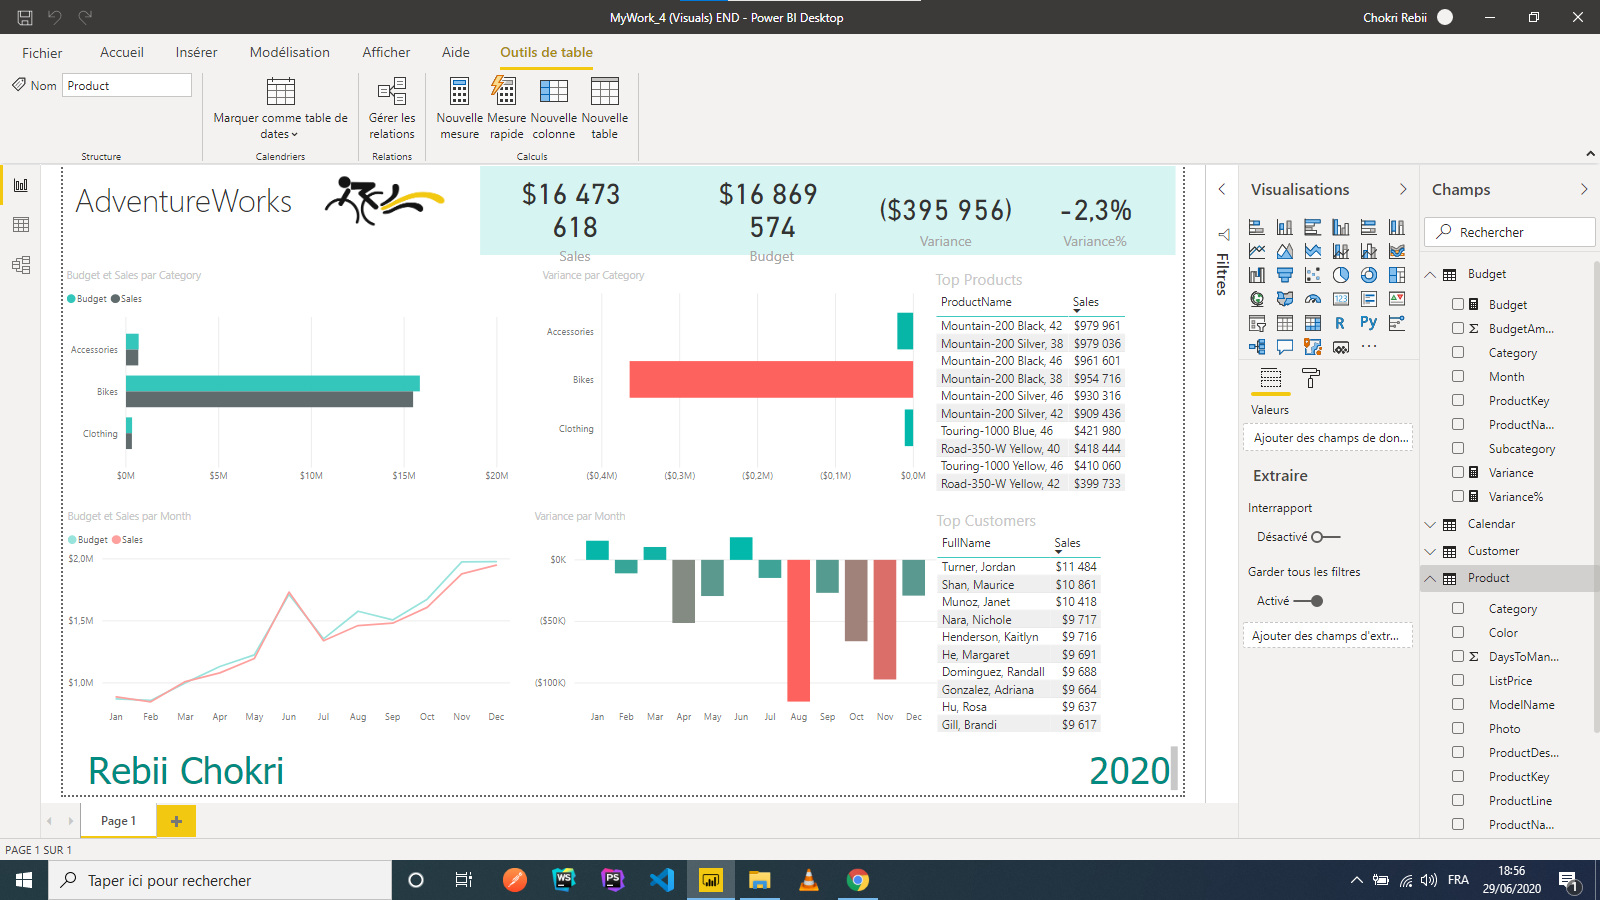 MyWork_4 (Visuals) END - Power BI Desktop
Chokri Rebii
Fichier
Accueil
Insérer
Modélisation
Afficher
Aide
Outils de table
Nom
Product
Marquer comme table de
dates
Gérer les
relations
Nouvelle
mesure
Mesure
rapide
Nouvelle
colonne
Nouvelle
table
Structure
Calendriers
Relations
Calculs
AdventureWorks
$16 473
618
Sales
$16 869
574
Budget
($395 956)
Variance
-2,3%
Variance%
Budget et Sales par Category
Budget
Sales
Accessories
Bikes
Clothing
$0M
$5M
$10M
$15M
$20M
Variance par Category
Accessories
Bikes
Clothing
($0,4M)
($0,3M)
($0,2M)
($0,1M)
$0,0M
Top Products
ProductName Sales
Mountain-200 Black, 42 $979 961
Mountain-200 Silver, 38 $979 036
Mountain-200 Black, 46 $961 601
Mountain-200 Black, 38 $954 716
Mountain-200 Silver, 46 $930 316
Mountain-200 Silver, 42 $909 436
Touring-1000 Blue, 46 $421 980
Road-350-W Yellow, 40 $418 444
Touring-1000 Yellow, 46 $410 060
Road-350-W Yellow, 42 $399 733
Budget et Sales par Month
Budget
Sales
$2,0M
$1,5M
$1,0M
Jan Feb Mar Apr May Jun Jul Aug Sep Oct Nov Dec
Variance par Month
$0K
($50K)
($100K)
Jan Feb Mar Apr May Jun Jul Aug Sep Oct Nov Dec
Top Customers
FullName Sales
Turner, Jordan $11 484
Shan, Maurice $10 861
Munoz, Janet $10 418
Nara, Nichole $9 717
Henderson, Kaitlyn $9 716
He, Margaret $9 691
Dominguez, Randall $9 688
Gonzalez, Adriana $9 664
Hu, Rosa $9 637
Gill, Brandi $9 617
Rebii Chokri
2020
Filtres
Visualisations
123
R
Py
Valeurs
Ajouter des champs de don...
Extraire
Interrapport
Désactivé
Garder tous les filtres
Activé
Ajouter des champs d'extr...
Champs
Rechercher
Budget
Budget
BudgetAm...
Category
Month
ProductKey
ProductNa...
Subcategory
Variance
Variance%
Calendar
Customer
Product
Category
Color
DaysToMan...
ListPrice
ModelName
Photo
ProductDes...
ProductKey
ProductLine
ProductNa...
Page 1
PAGE 1 SUR 1
Taper ici pour rechercher
WS
PS
FRA
18:56
29/06/2020
1